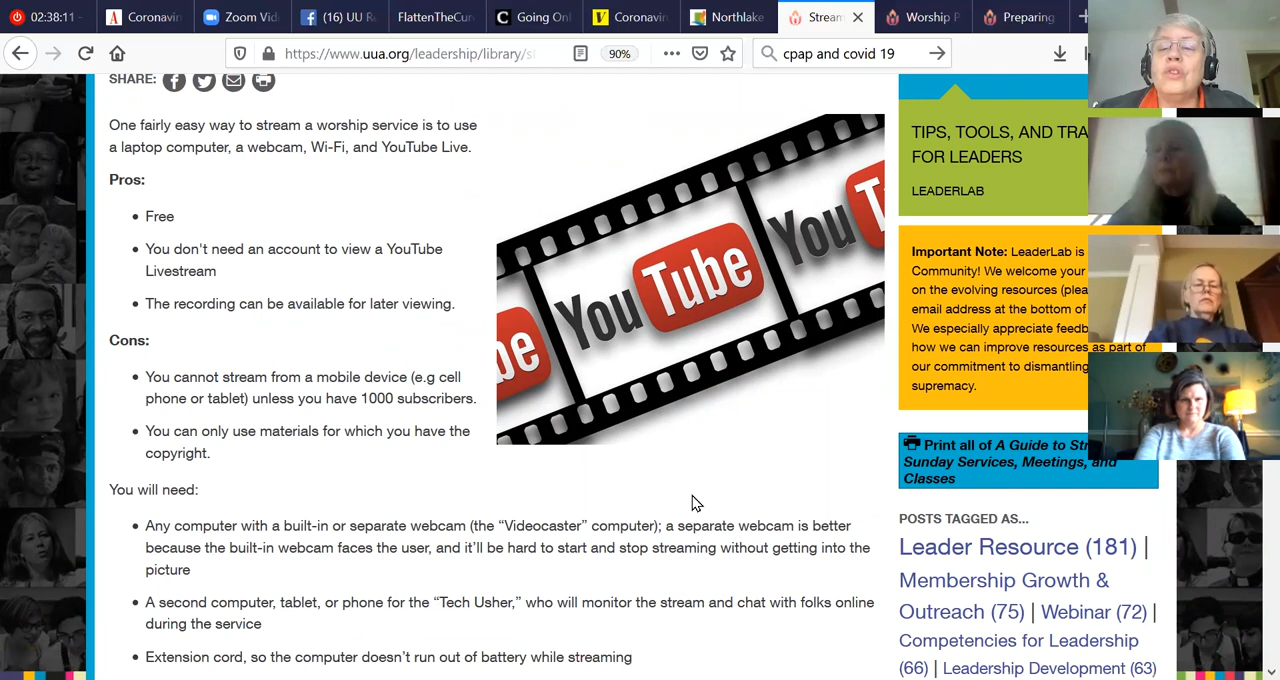 02:38:11
Coronavir
Zoom Vid
(16) UU R
FlattenTheCur
Going Onl
Coronavir
Northlake
Stream
Worship P
Preparing
https://www.uua.org/leadership/library/sl
90%
cpap and covid 19
SHARE:
One fairly easy way to stream a worship service is to use
a laptop computer, a webcam, Wi-Fi, and YouTube Live.
Pros:
Free
You don't need an account to view a YouTube
Livestream
The recording can be available for later viewing.
Cons:
You cannot stream from a mobile device (e.g cell
phone or tablet) unless you have 1000 subscribers.
You can only use materials for which you have the
copyright.
You will need:
Any computer with a built-in or separate webcam (the “Videocaster” computer); a separate webcam is better
because the built-in webcam faces the user, and it’ll be hard to start and stop streaming without getting into the
picture
A second computer, tablet, or phone for the “Tech Usher,” who will monitor the stream and chat with folks online
during the service
Extension cord, so the computer doesn’t run out of battery while streaming
be
YouTube
You T
TIPS, TOOLS, AND TRA
FOR LEADERS
LEADERLAB
Important Note: LeaderLab is
Community! We welcome your
on the evolving resources (plea
email address at the bottom of
We especially appreciate feedb
how we can improve resources as part of
our commitment to dismantling
supremacy.
Print all of A Guide to Str
Sunday Services, Meetings, and
Classes
POSTS TAGGED AS...
Leader Resource (181) |
Membership Growth &
Outreach (75) | Webinar (72) |
Competencies for Leadership
(66) | Leadership Development (63)